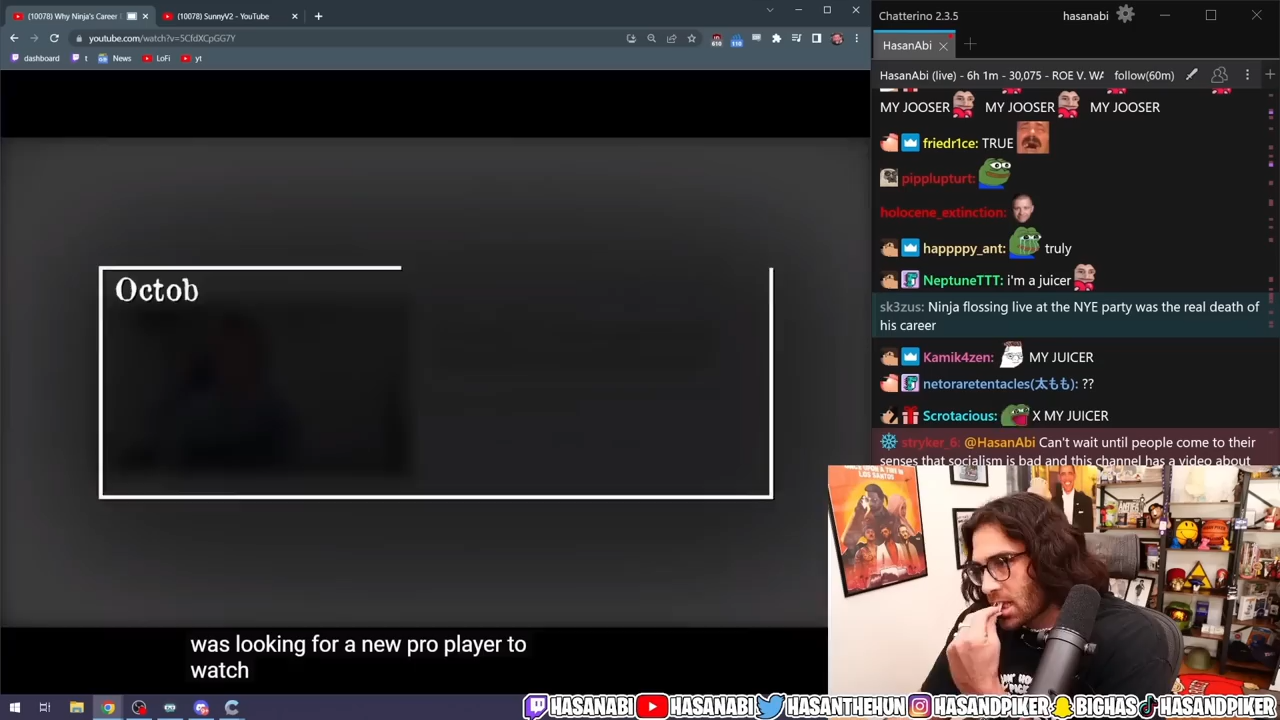 (10078) Why Ninja's Career
(10078) SunnyV2 - YouTube
youtube.com/watch?v=5CfdXCpGG7Y
dashboard
t
News
LoFi
yt
Octob
was looking for a new pro player to
watch
Chatterino 2.3.5
hasanabi
HasanAbi
HasanAbi (live) - 6h 1m - 30,075 - ROE V. WA
follow(60m)
MY JOOSER MY JOOSER MY JOOSER
friedr1ce: TRUE
pipplupturt:
holocene_extinction:
happppy_ant: truly
NeptuneTTT: i'm a juicer
sk3zus: Ninja flossing live at the NYE party was the real death of
his career
Kamik4zen: MY JUICER
netoraretentacles(太もも): ??
Scrotacious: X MY JUICER
stryker_6: @HasanAbi Can't wait until people come to their
senses that socialism is bad and this channel has a video about
LOS SANTOS
HASANABI HASANABI HASANTHEHUN HASANDPIKER BIGHAS HASANDPIKER